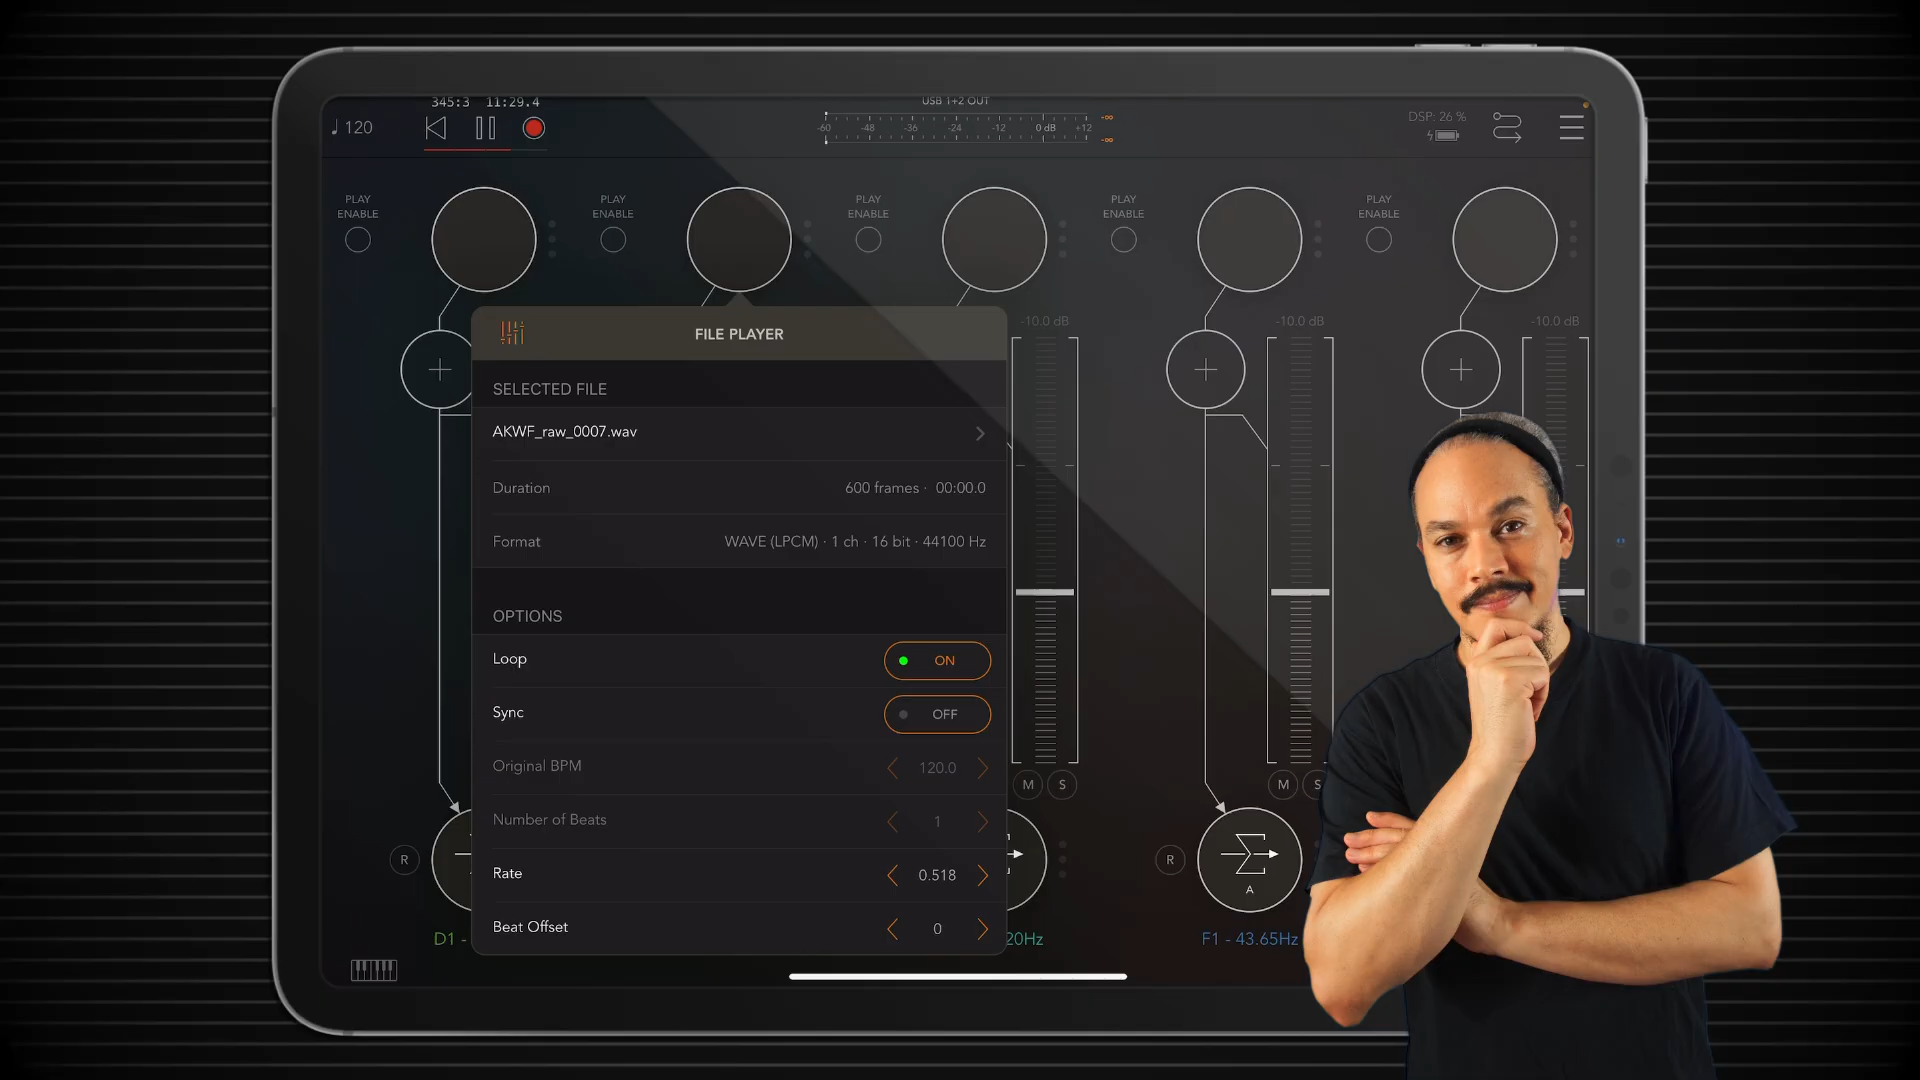 345:3 11:29.4
USB 1+2 OUT
120
-60 -48 -36 -24 -12 0 dB +12
-∞
-∞
DSP: 26 %
PLAY ENABLE
PLAY ENABLE
PLAY ENABLE
PLAY ENABLE
PLAY ENABLE
-10.0 dB
-10.0 dB
-10.0 dB
FILE PLAYER
SELECTED FILE
AKWF_raw_0007.wav
Duration 600 frames · 00:00.0
Format WAVE (LPCM) · 1 ch · 16 bit · 44100 Hz
OPTIONS
Loop ON
Sync OFF
Original BPM 120.0
Number of Beats 1
Rate 0.518
Beat Offset 0
M S
M S
R
R
A
D1 -
20Hz
F1 - 43.65Hz